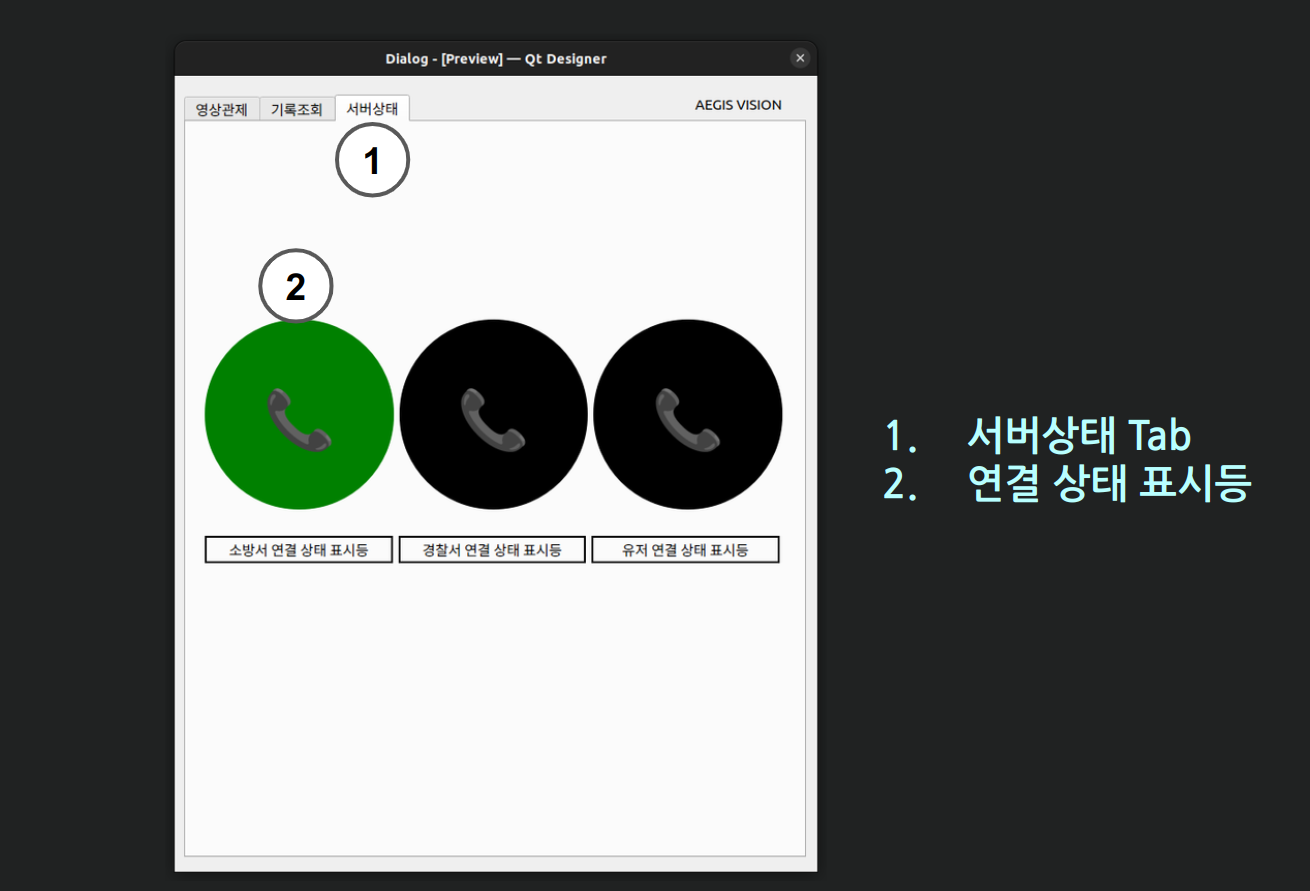 Dialog - [Preview] — Qt Designer
영상관제 기록조회 서버상태 AEGIS VISION
1
2
소방서 연결 상태 표시등 경찰서 연결 상태 표시등 유저 연결 상태 표시등
1. 서버상태 Tab
2. 연결 상태 표시등